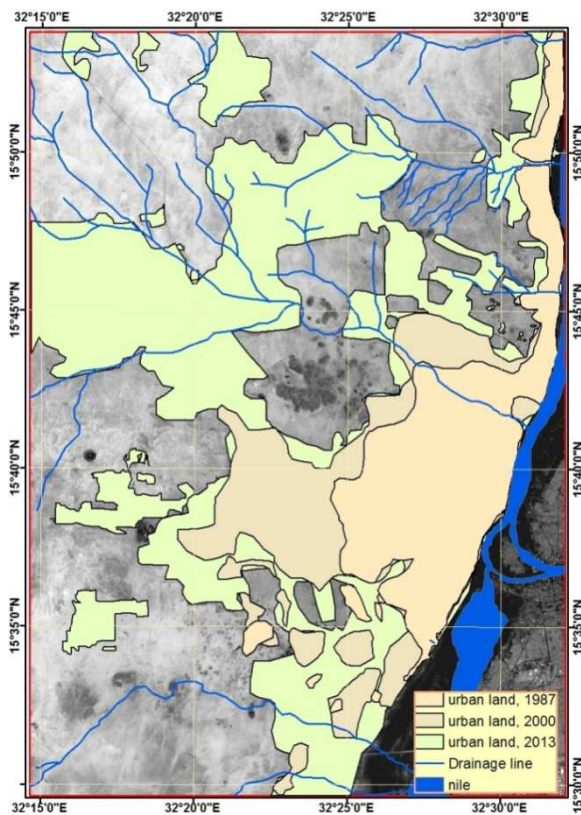 32°15'0"E 32°20'0"E 32°25'0"E 32°30'0"E
15°50'0"N 15°50'0"N
15°45'0"N 15°45'0"N
15°40'0"N 15°40'0"N
15°35'0"N 15°35'0"N
urban land, 1987
urban land, 2000
urban land, 2013
Drainage line
nile
15°30'0"N
32°15'0"E 32°20'0"E 32°25'0"E 32°30'0"E